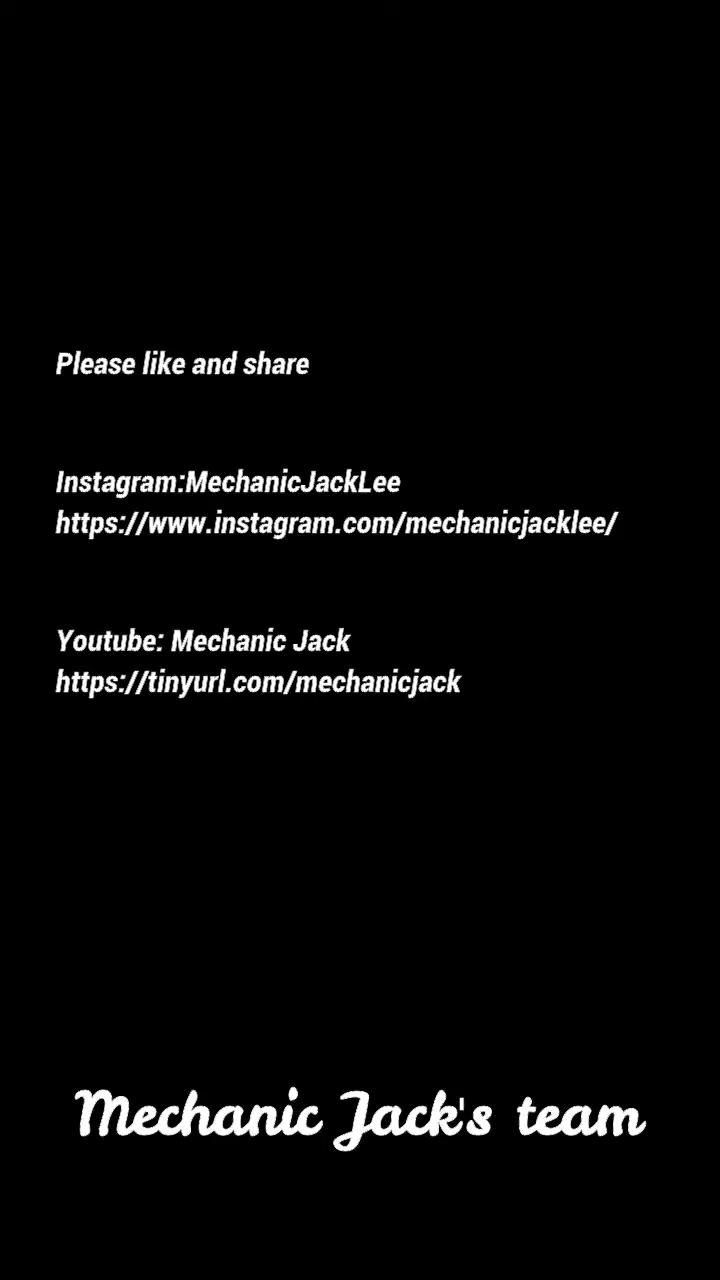 Please like and share
Instagram:MechanicJackLee
https://www.instagram.com/mechanicjacklee/
Youtube: Mechanic Jack
https://tinyurl.com/mechanicjack
Mechanic Jack's team